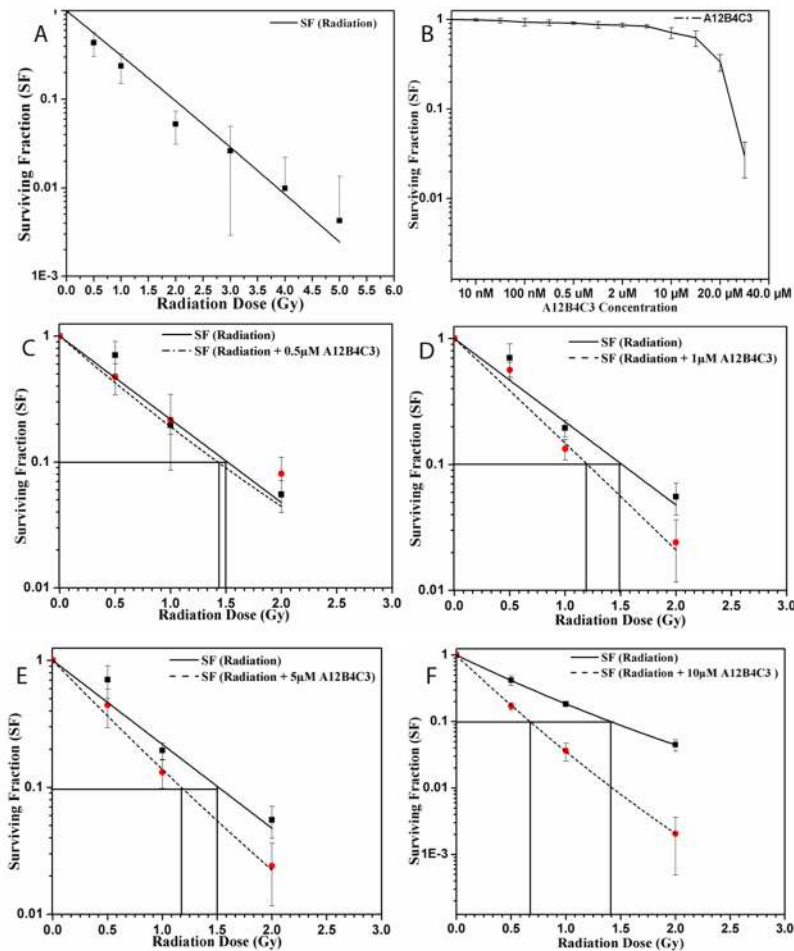 A
SF (Radiation)
Surviving Fraction (SF)
1
0.1
0.01
1E-3
0.0 0.5 1.0 1.5 2.0 2.5 3.0 3.5 4.0 4.5 5.0 5.5 6.0
Radiation Dose (Gy)
B
A12B4C3
Surviving Fraction (SF)
1
0.1
0.01
10 nM 100 nM 0.5 uM 2 uM 10 µM 20.0 µM 40.0 µM
A12B4C3 Concentration
C
SF (Radiation)
SF (Radiation + 0.5µM A12B4C3)
Surviving Fraction (SF)
1
0.1
0.01
0.0 0.5 1.0 1.5 2.0 2.5 3.0
Radiation Dose (Gy)
D
SF (Radiation)
SF (Radiation + 1µM A12B4C3)
Surviving Fraction (SF)
1
0.1
0.01
0.0 0.5 1.0 1.5 2.0 2.5 3.0
Radiation Dose (Gy)
E
SF (Radiation)
SF (Radiation + 5µM A12B4C3)
Surviving Fraction (SF)
1
0.1
0.01
0.0 0.5 1.0 1.5 2.0 2.5 3.0
Radiation Dose (Gy)
F
SF (Radiation)
SF (Radiation + 10µM A12B4C3 )
Surviving Fraction (SF)
1
0.1
0.01
1E-3
0.0 0.5 1.0 1.5 2.0 2.5 3.0
Radiation Dose (Gy)